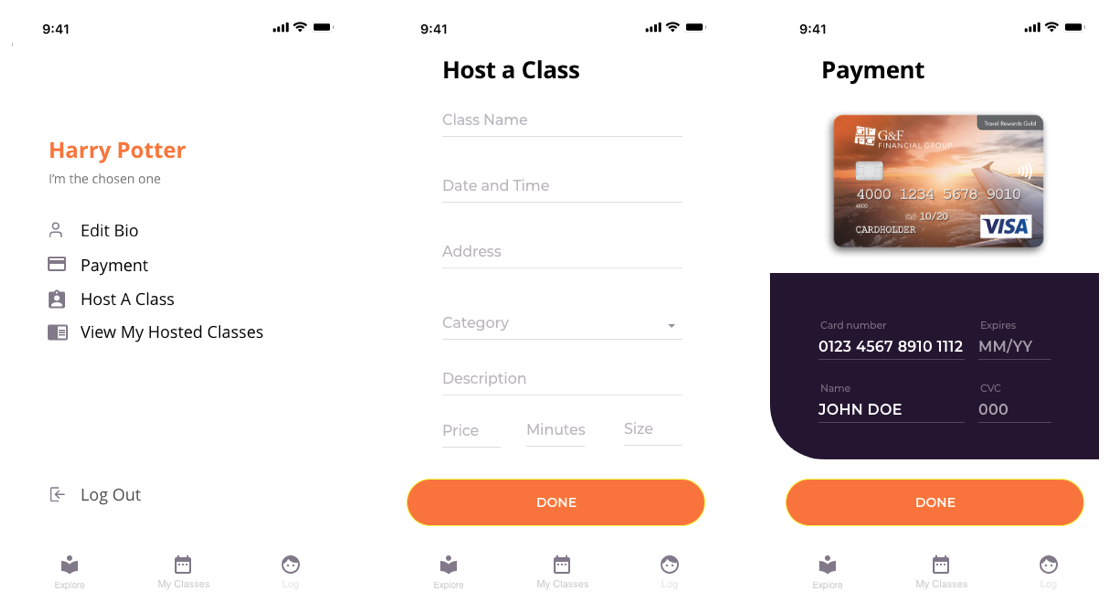 9:41
Harry Potter
I'm the chosen one
Edit Bio
Payment
Host A Class
View My Hosted Classes
Log Out
Explore
My Classes
Log
9:41
Host a Class
Class Name
Date and Time
Address
Category
Description
Price Minutes Size
DONE
Explore
My Classes
Log
9:41
Payment
Travel Rewards Gold
G&F
FINANCIAL GROUP
4000 1234 5678 9010
4000
10/20
CARDHOLDER
VISA
Card number Expires
0123 4567 8910 1112 MM/YY
Name CVC
JOHN DOE 000
DONE
Explore
My Classes
Log